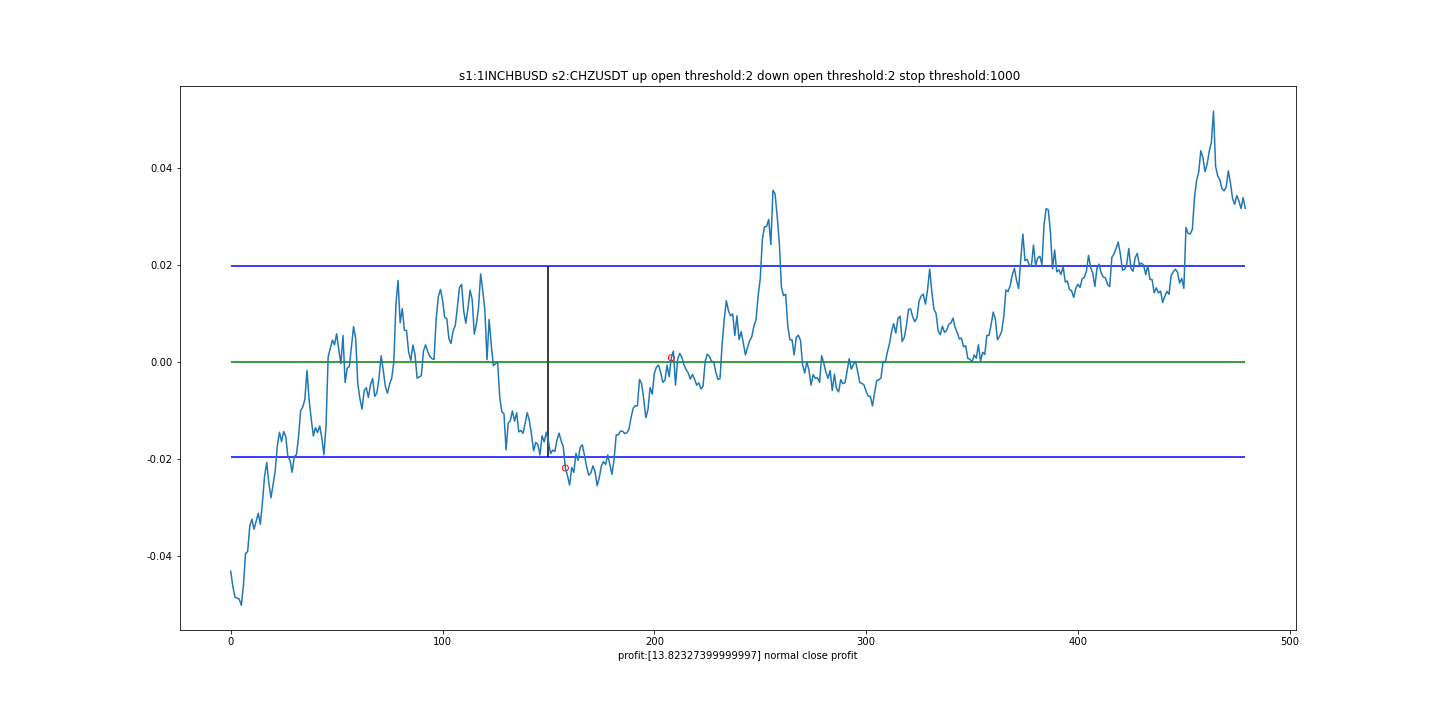 s1:1INCHBUSD s2:CHZUSDT up open threshold:2 down open threshold:2 stop threshold:1000
0.04
0.02
0.00
-0.02
-0.04
0 100 200 300 400 500
profit:[13.82327399999997] normal close profit